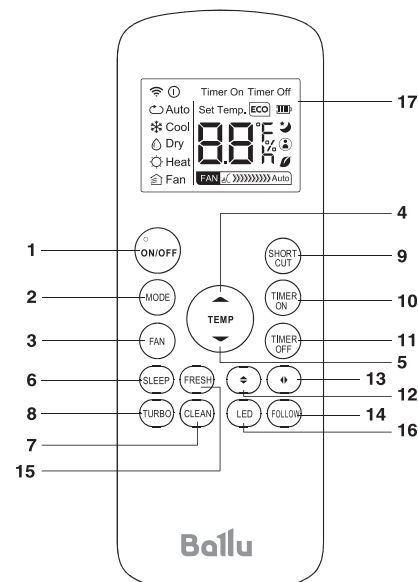 Timer On Timer Off
17
Auto Set Temp. ECO
Cool
°F
Dry 8.8 %
Heat h
Fan FAN Auto
4
1 ON/OFF
SHORT CUT 9
2 MODE
TEMP
TIMER ON 10
3 FAN
TIMER OFF 11
5
6 SLEEP FRESH
13
12
8 TURBO CLEAN LED FOLLOW 14
7
16
15
Ballu